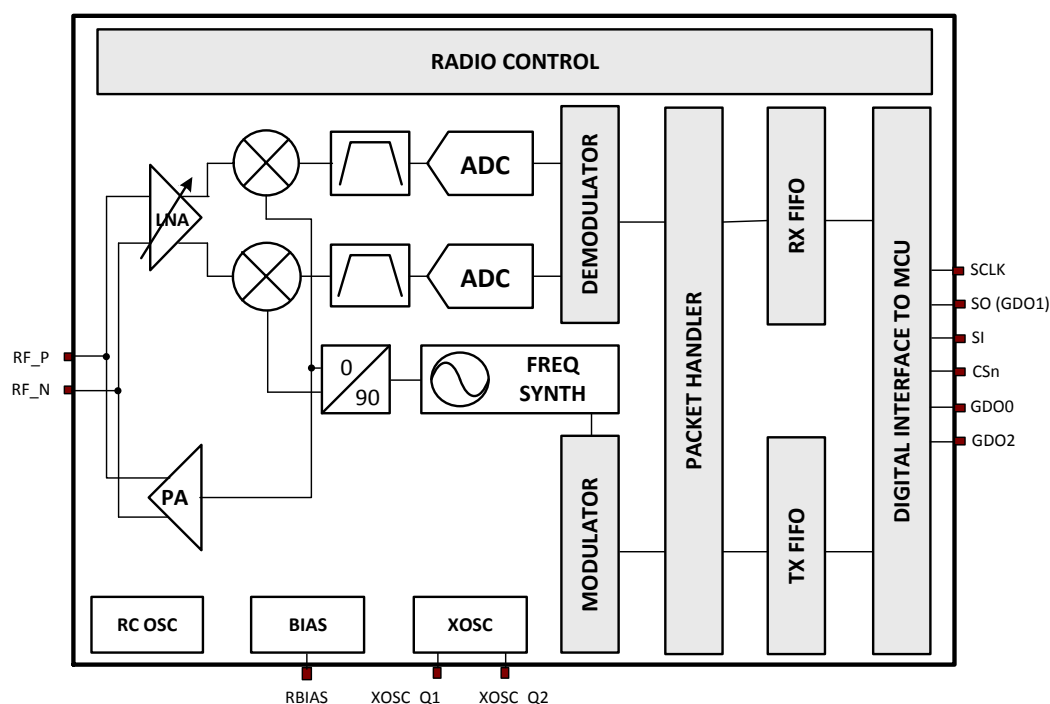 RADIO CONTROL
LNA
ADC
ADC
DEMODULATOR
PACKET HANDLER
RX FIFO
DIGITAL INTERFACE TO MCU
SCLK
SO (GDO1)
SI
CSn
GDO0
GDO2
RF_P
RF_N
0
90
FREQ
SYNTH
PA
MODULATOR
TX FIFO
RC OSC
BIAS
XOSC
RBIAS
XOSC_Q1
XOSC_Q2